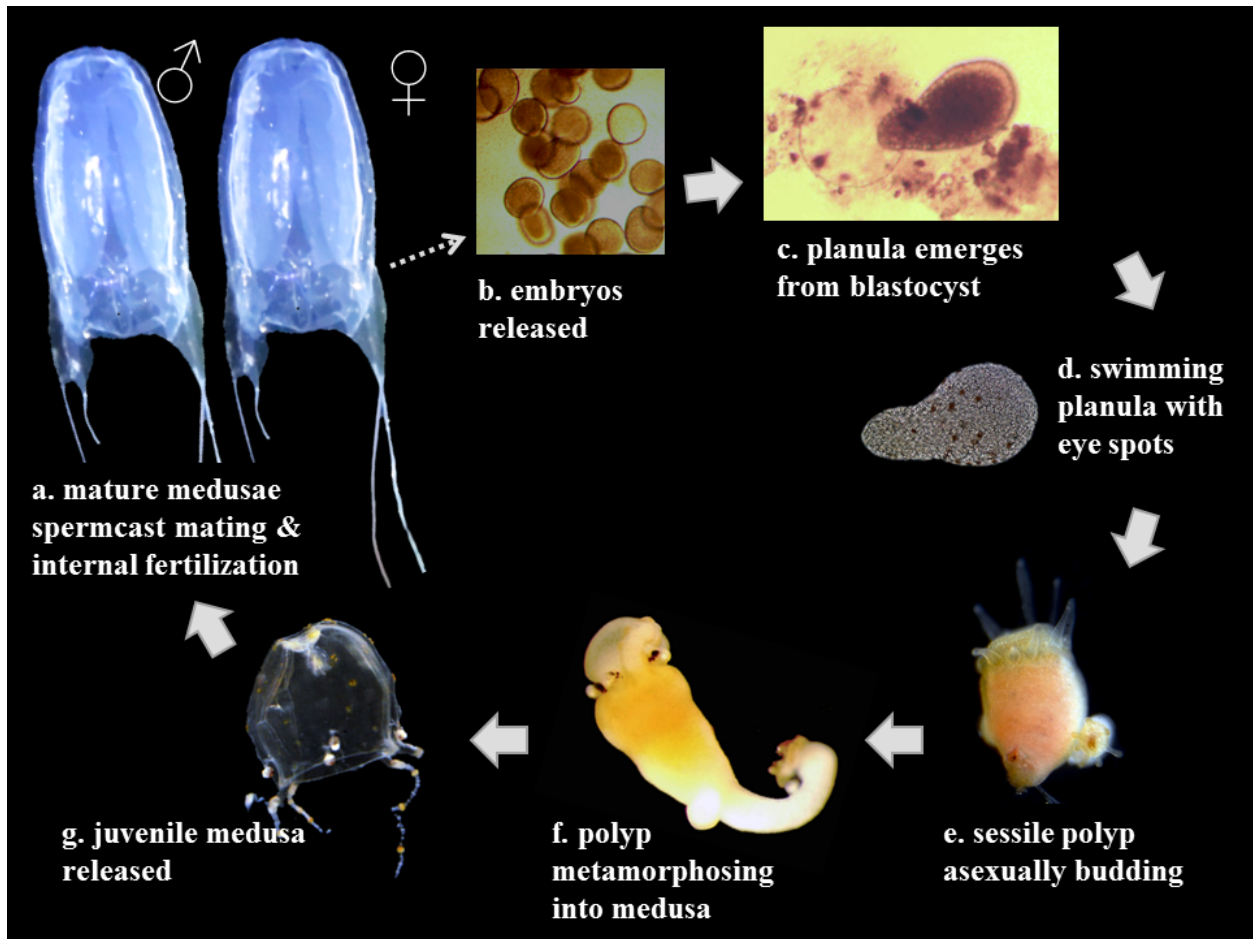 b. embryos
released
c. planula emerges
from blastocyst
d. swimming
planula with
eye spots
a. mature medusae
spermcast mating &
internal fertilization
g. juvenile medusa
released
f. polyp
metamorphosing
into medusa
e. sessile polyp
asexually budding